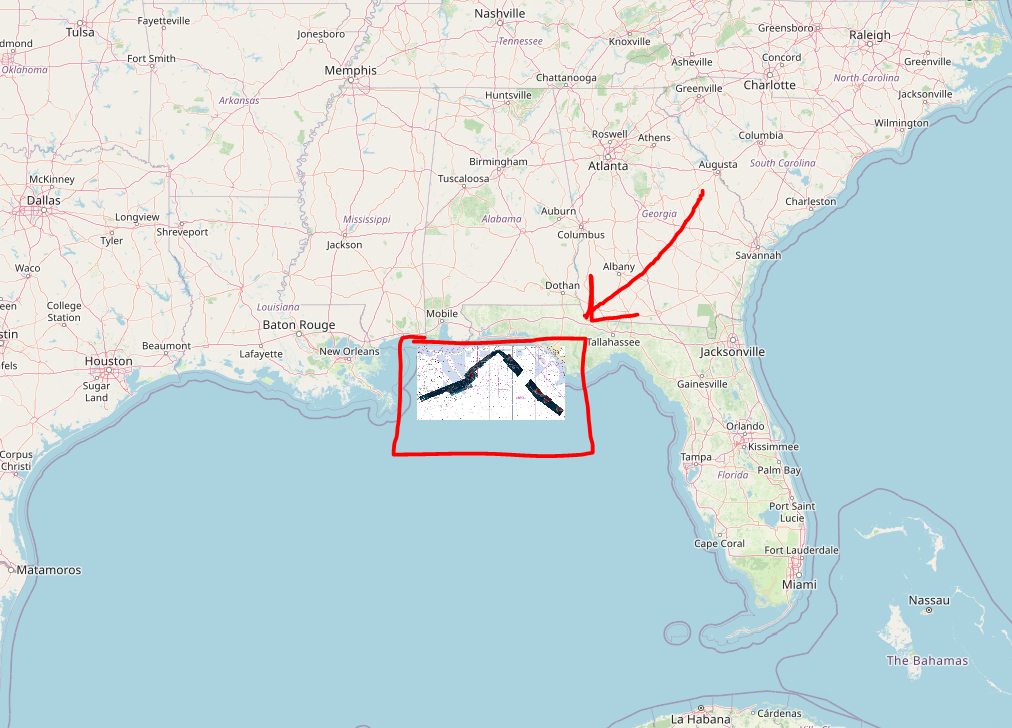 Nashville
Fayetteville
Tulsa
Jonesboro
Greensboro
Raleigh
Knoxville
Tennessee
dmond
Oklahoma
Fort Smith
Memphis
Asheville
Concord
Greenville
Charlotte
North Carolina
Chattanooga
Greenville
Huntsville
Jacksonville
Arkansas
Wilmington
Roswell
Athens
Columbia
Atlanta
Birmingham
Augusta
South Carolina
McKinney
Tuscaloosa
Dallas
Charleston
Longview
Mississippi
Alabama
Auburn
Georgia
Tyler
Shreveport
Jackson
Columbus
Savannah
Waco
Albany
Dothan
College
Station
een
Louisiana
Mobile
Baton Rouge
stin
Beaumont
Lafayette
New Orleans
Tallahassee
Jacksonville
Houston
fels
Sugar
Land
Gainesville
Orlando
Kissimmee
Corpus
Christi
Tampa
Palm Bay
Florida
Port Saint
Lucie
Cape Coral
Fort Lauderdale
Matamoros
Miami
Nassau
The Bahamas
La Habana
Cárdenas